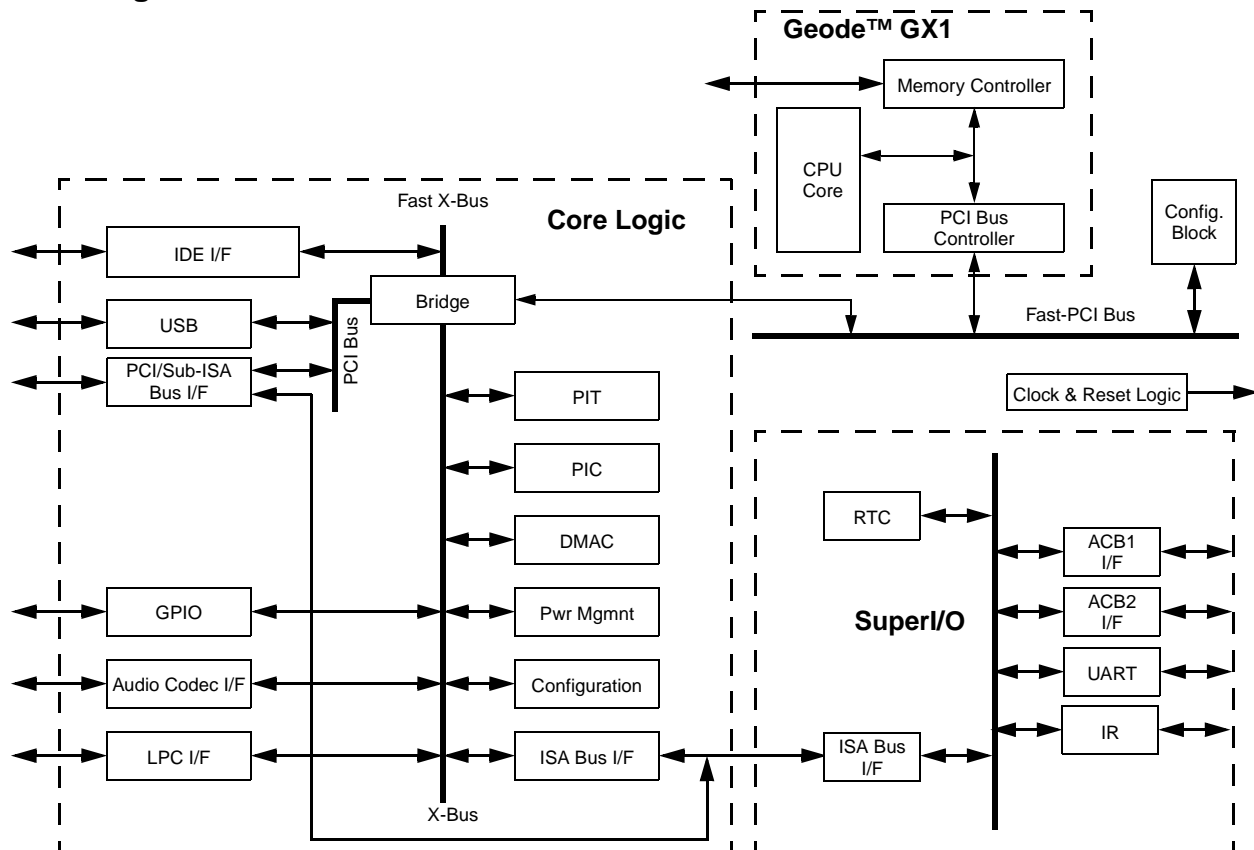 Geode™ GX1
Memory Controller
CPU
Core
PCI Bus
Controller
Config.
Block
Fast-PCI Bus
Clock & Reset Logic
Fast X-Bus
Core Logic
IDE I/F
Bridge
USB
PCI Bus
PCI/Sub-ISA
Bus I/F
PIT
PIC
DMAC
GPIO
Pwr Mgmnt
Audio Codec I/F
Configuration
LPC I/F
ISA Bus I/F
X-Bus
RTC
SuperI/O
ACB1
I/F
ACB2
I/F
UART
IR
ISA Bus
I/F